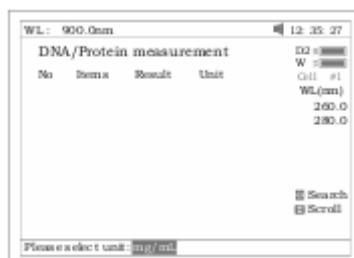 WL: 900.0nm 12: 35: 27
DNA/Protein measurement
D2 :
W :
No Items Result Unit
Cell #1
WL(nm)
260.0
280.0
Search
Scroll
Please select unit: mg/mL